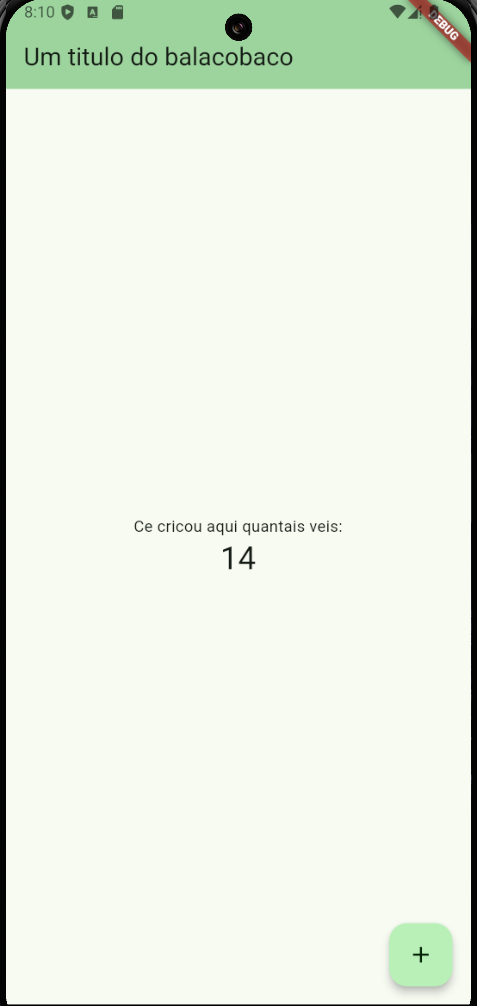 8:10
DEBUG
Um titulo do balacobaco
Ce cricou aqui quantais veis:
14
+